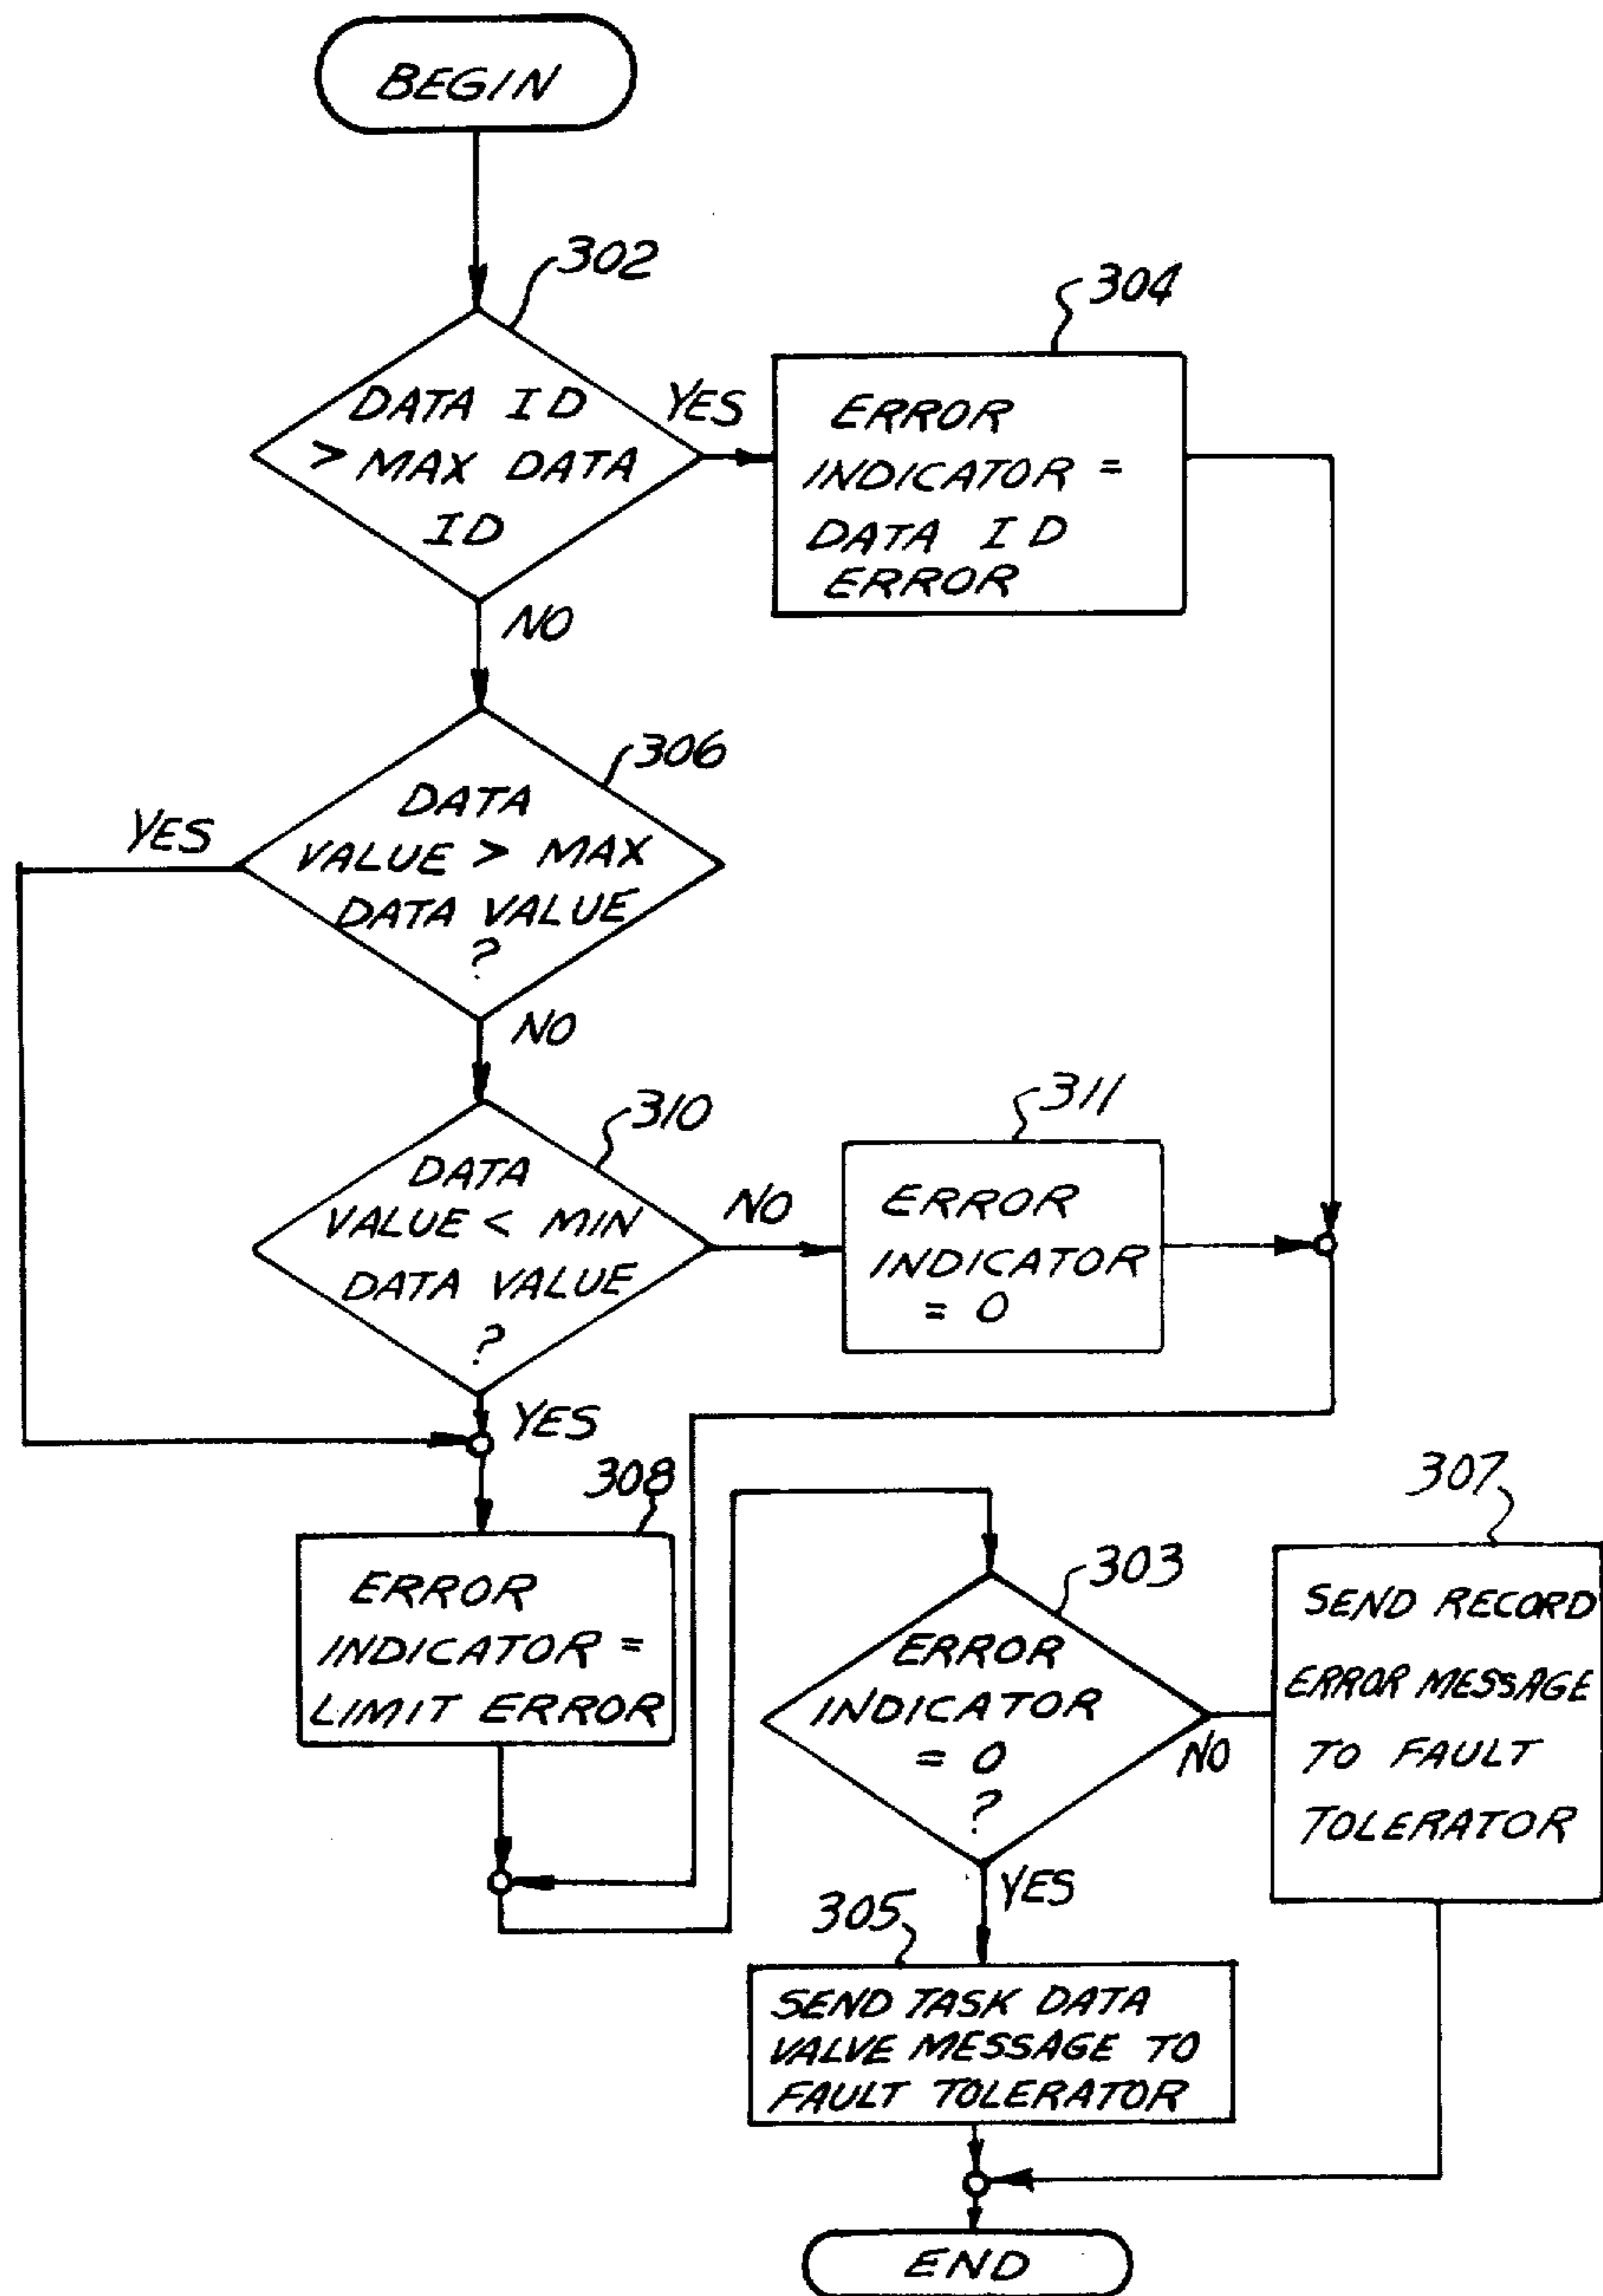 BEGIN
302
DATA ID
> MAX DATA
ID
YES
304
ERROR
INDICATOR =
DATA ID
ERROR
NO
306
DATA
VALUE > MAX
DATA VALUE
?
YES
NO
310
DATA
VALUE < MIN
DATA VALUE
?
NO
311
ERROR
INDICATOR
= 0
YES
308
ERROR
INDICATOR =
LIMIT ERROR
303
ERROR
INDICATOR
= 0
?
NO
307
SEND RECORD
ERROR MESSAGE
TO FAULT
TOLERATOR
YES
305
SEND TASK DATA
VALVE MESSAGE TO
FAULT TOLERATOR
END